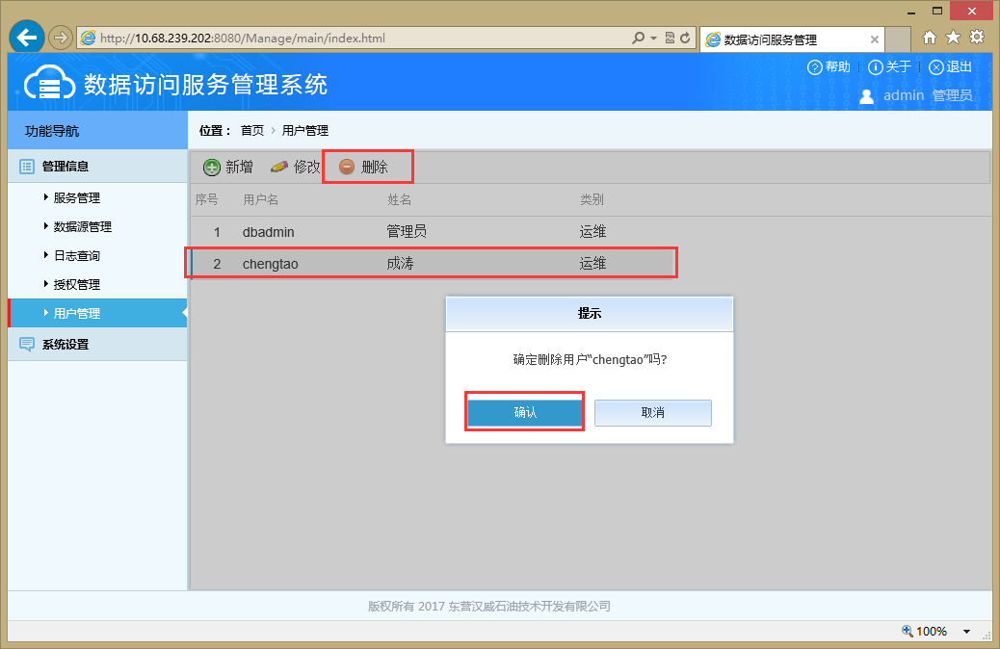 http://10.68.239.202:8080/Manage/main/index.html
数据访问服务管理
数据访问服务管理系统
帮助 关于 退出
admin 管理员
功能导航
位置： 首页 › 用户管理
管理信息
服务管理
数据源管理
日志查询
授权管理
用户管理
系统设置
新增 修改 删除
序号 用户名 姓名 类别
1 dbadmin 管理员 运维
2 chengtao 成涛 运维
提示
确定删除用户“chengtao”吗?
确认 取消
版权所有 2017 东营汉威石油技术开发有限公司
100%